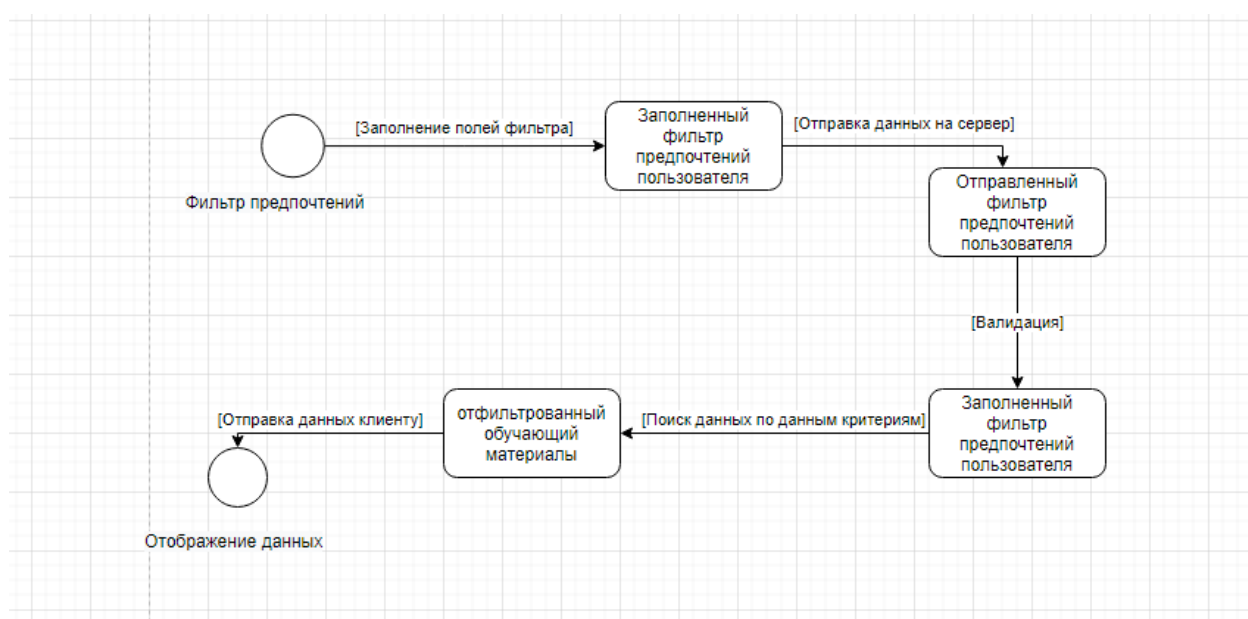 [Заполнение полей фильтра]
Заполненный
фильтр
предпочтений
пользователя
[Отправка данных на сервер]
Фильтр предпочтений
Отправленный
фильтр
предпочтений
пользователя
[Валидация]
Заполненный
фильтр
предпочтений
пользователя
[Поиск данных по данным критериям]
отфильтрованный
обучающий
материалы
[Отправка данных клиенту]
Отображение данных